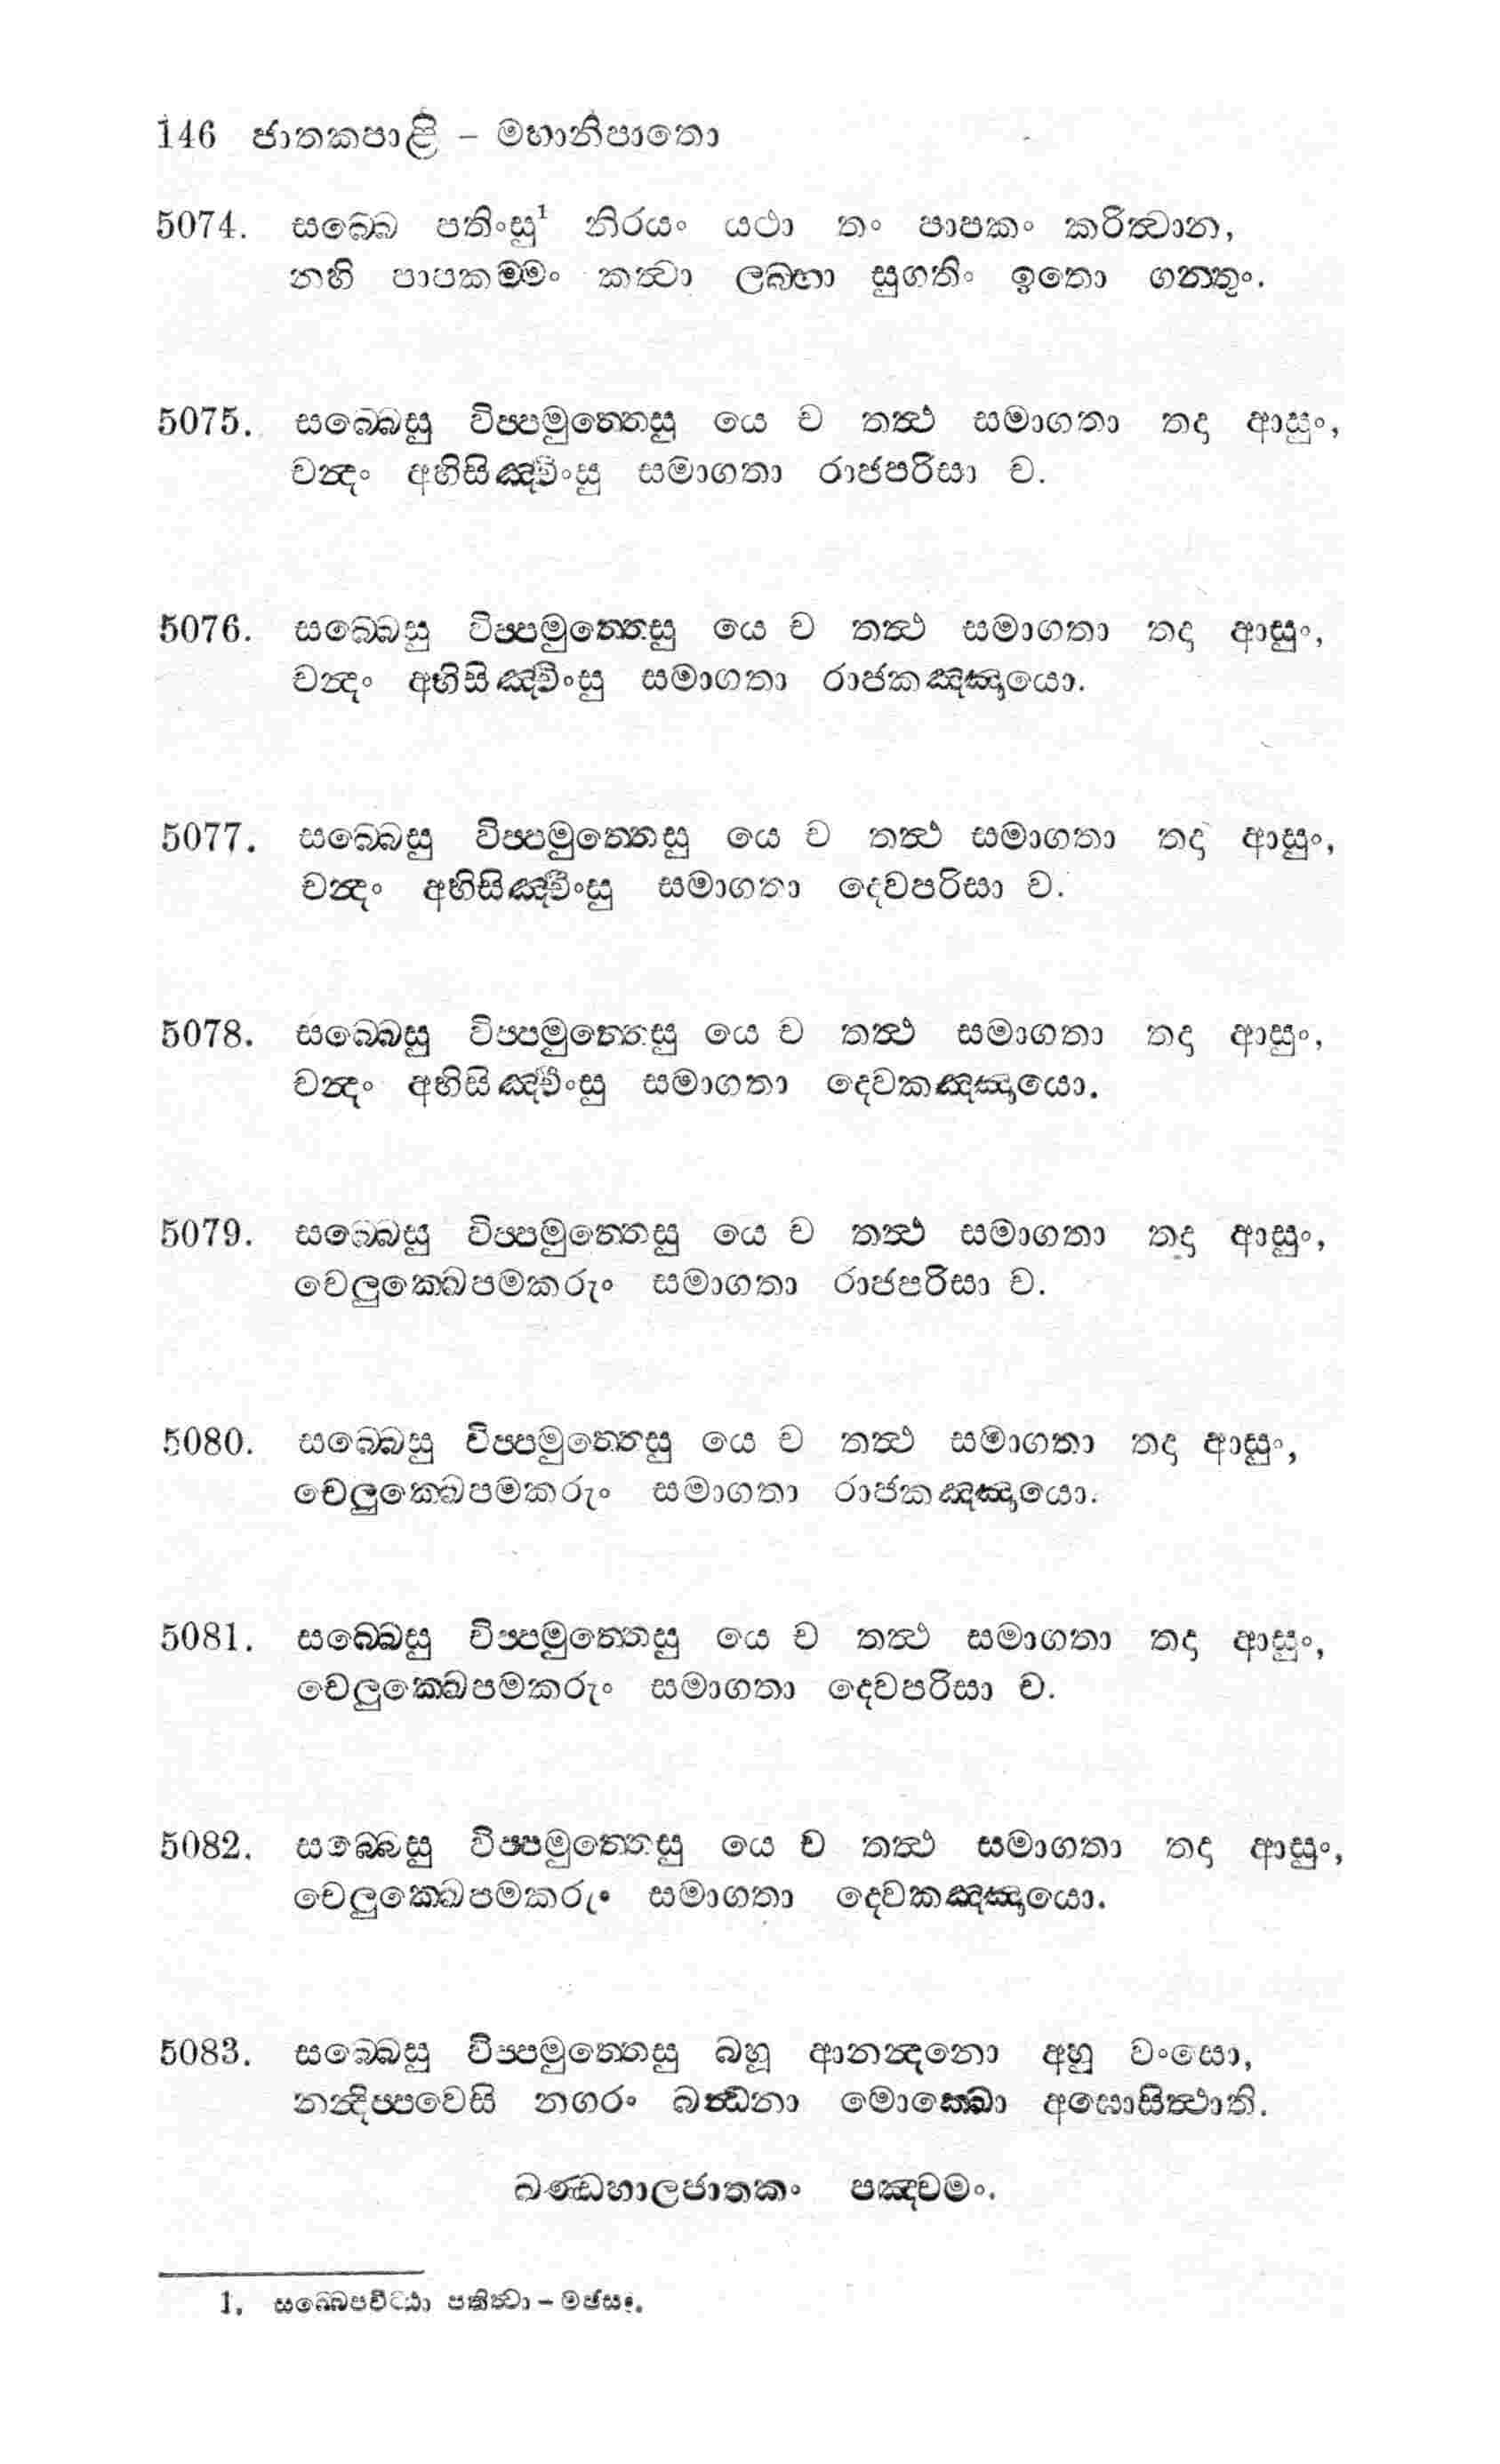 146 ජාතකපාළි – මහානිපාතො
5074. සබ්බෙ පතිංසු1 නිරයං යථා තං පාපකං කරිත්වාන,
නහි පාපකම්මං කත්වා ලබ්භා සුගතිං ඉතො ගන්තුං.
5075. සබ්බෙසු විප්පමුත්තෙසු යෙ ච තත්ථ සමාගතා තදා ආසුං,
චන්දං අභිසිඤ්චිංසු සමාගතා රාජපරිසා ච.
5076. සබ්බෙසු විප්පමුත්තෙසු යෙ ච තත්ථ සමාගතා තදා ආසුං,
චන්දං අභිසිඤ්චිංසු සමාගතා රාජකඤ්ඤායො.
5077. සබ්බෙසු විප්පමුත්තෙසු යෙ ච තත්ථ සමාගතා තදා ආසුං,
චන්දං අභිසිඤ්චිංසු සමාගතා දෙවපරිසා ච.
5078. සබ්බෙසු විප්පමුත්තෙසු යෙ ච තත්ථ සමාගතා තදා ආසුං,
චන්දං අභිසිඤ්චිංසු සමාගතා දෙවකඤ්ඤායො.
5079. සබ්බෙසු විප්පමුත්තෙසු යෙ ච තත්ථ සමාගතා තදා ආසුං,
චෙලුක්ඛෙපමකරුං සමාගතා රාජපරිසා ච.
5080. සබ්බෙසු විප්පමුත්තෙසු යෙ ච තත්ථ සමාගතා තදා ආසුං,
චෙලුක්ඛෙපමකරුං සමාගතා රාජකඤ්ඤායො.
5081. සබ්බෙසු විප්පමුත්තෙසු යෙ ච තත්ථ සමාගතා තදා ආසුං,
චෙලුක්ඛෙපමකරුං සමාගතා දෙවපරිසා ච.
5082. සබ්බෙසු විප්පමුත්තෙසු යෙ ච තත්ථ සමාගතා තදා ආසුං,
චෙලුක්ඛෙපමකරුං සමාගතා දෙවකඤ්ඤායො.
5083. සබ්බෙසු විප්පමුත්තෙසු බහූ ආනන්දනො අහු වංසො,
නන්දිප්පවෙසි නගරං බන්ධනා මොක්ඛො අඝොසිත්ථාති.
ඛණ්ඩහාලජාතකං පඤ්චමං.
1. සබ්බෙපවිට්ඨා පතිත්වා – මජසං.